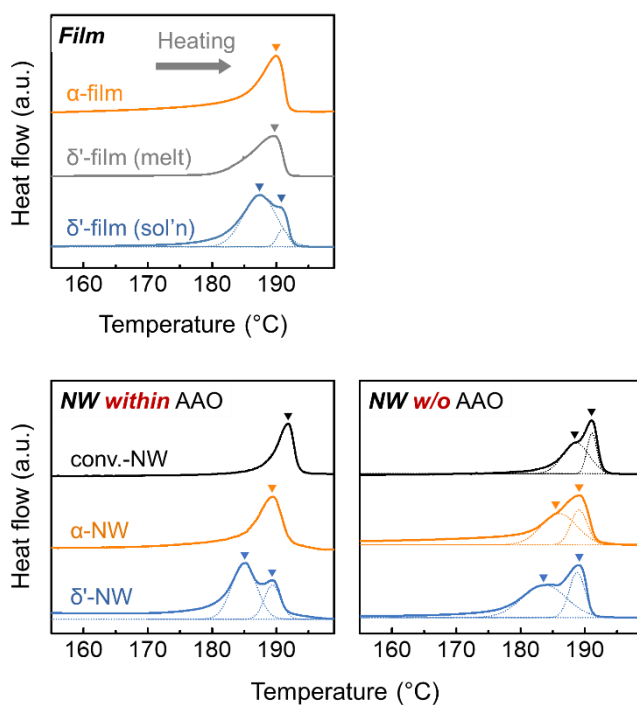 Film
Heating
α-film
δ'-film (melt)
δ'-film (sol'n)
Heat flow (a.u.)
160 170 180 190
Temperature (°C)
NW within AAO
conv.-NW
α-NW
δ'-NW
NW w/o AAO
Heat flow (a.u.)
160 170 180 190
160 170 180 190
Temperature (°C)